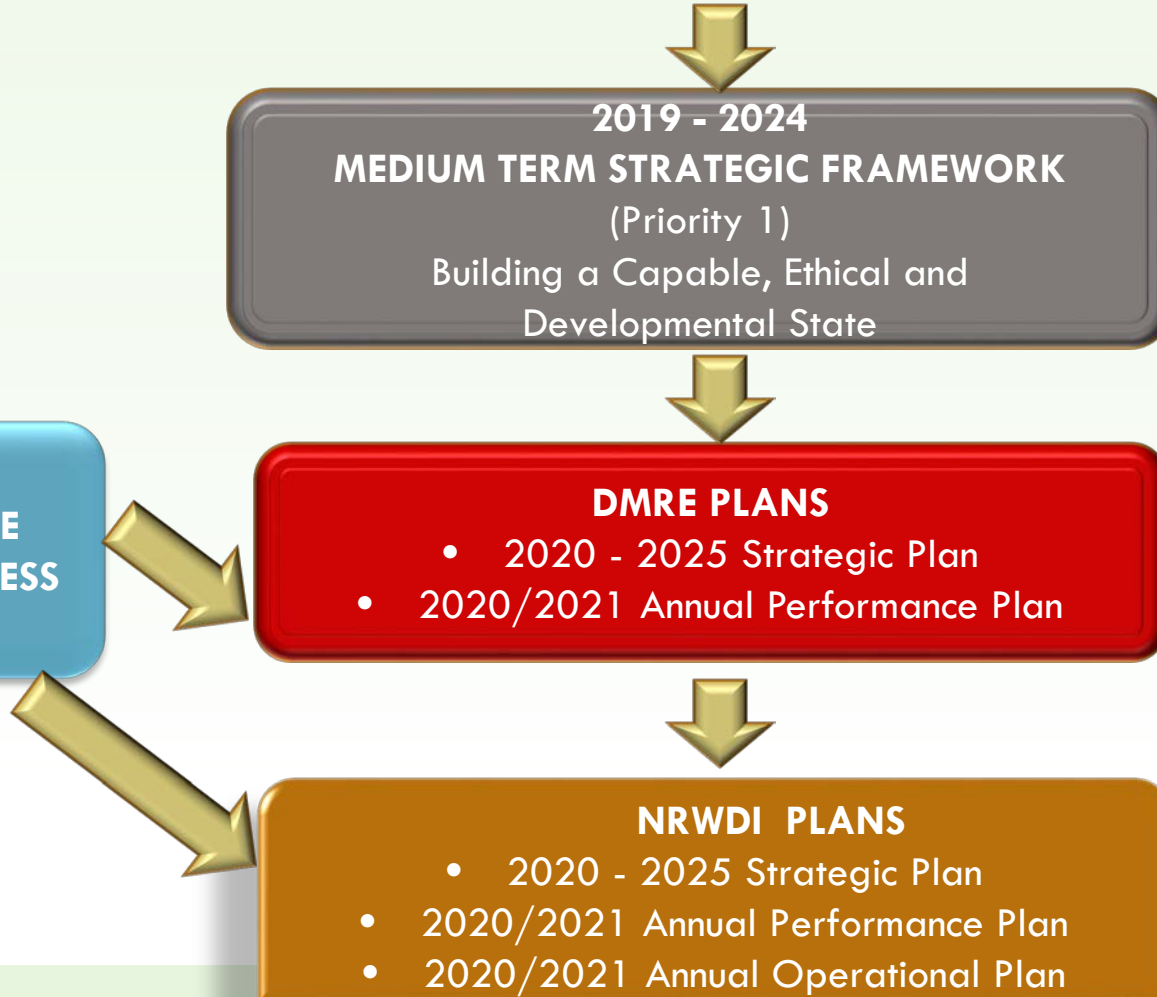 2019 - 2024
MEDIUM TERM STRATEGIC FRAMEWORK
(Priority 1)
Building a Capable, Ethical and
Developmental State
E
ESS
DMRE PLANS
• 2020 - 2025 Strategic Plan
• 2020/2021 Annual Performance Plan
NRWDI PLANS
• 2020 - 2025 Strategic Plan
• 2020/2021 Annual Performance Plan
• 2020/2021 Annual Operational Plan